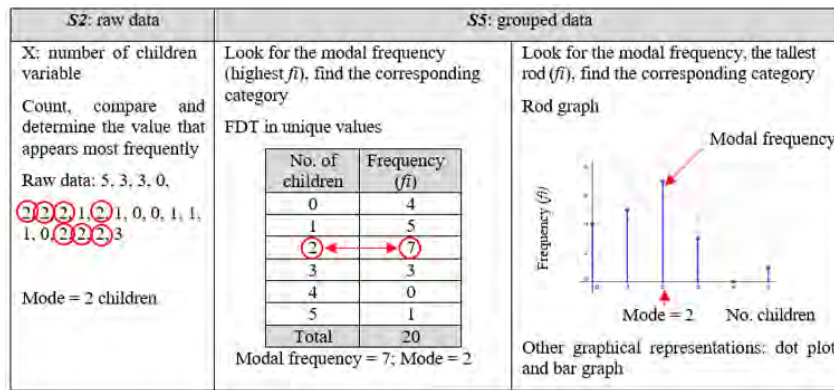 S2: raw data
S5: grouped data
X: number of children
variable
Count, compare and
determine the value that
appears most frequently
Raw data: 5, 3, 3, 0,
2, 2, 2, 1, 2, 1, 0, 0, 1, 1,
1, 0, 2, 2, 2, 3
Mode = 2 children
Look for the modal frequency
(highest fi), find the corresponding
category
FDT in unique values
No. of children Frequency (fi)
0 4
1 5
2 7
3 3
4 0
5 1
Total 20
Modal frequency = 7; Mode = 2
Look for the modal frequency, the tallest
rod (fi), find the corresponding category
Rod graph
Modal frequency
Frequency (fi)
Mode = 2 No. children
Other graphical representations: dot plot
and bar graph